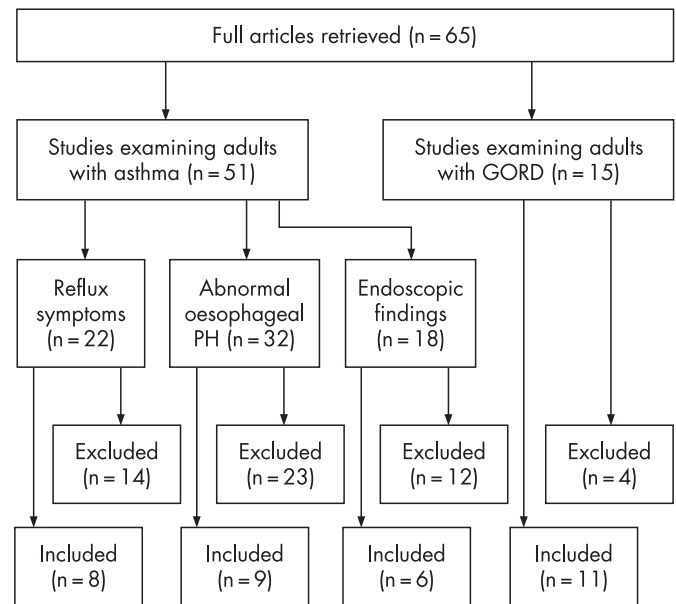 Full articles retrieved (n = 65)
Studies examining adults
with asthma (n = 51)
Studies examining adults
with GORD (n = 15)
Reflux
symptoms
(n = 22)
Abnormal
oesophageal
PH (n = 32)
Endoscopic
findings
(n = 18)
Excluded
(n = 14)
Excluded
(n = 23)
Excluded
(n = 12)
Excluded
(n = 4)
Included
(n = 8)
Included
(n = 9)
Included
(n = 6)
Included
(n = 11)